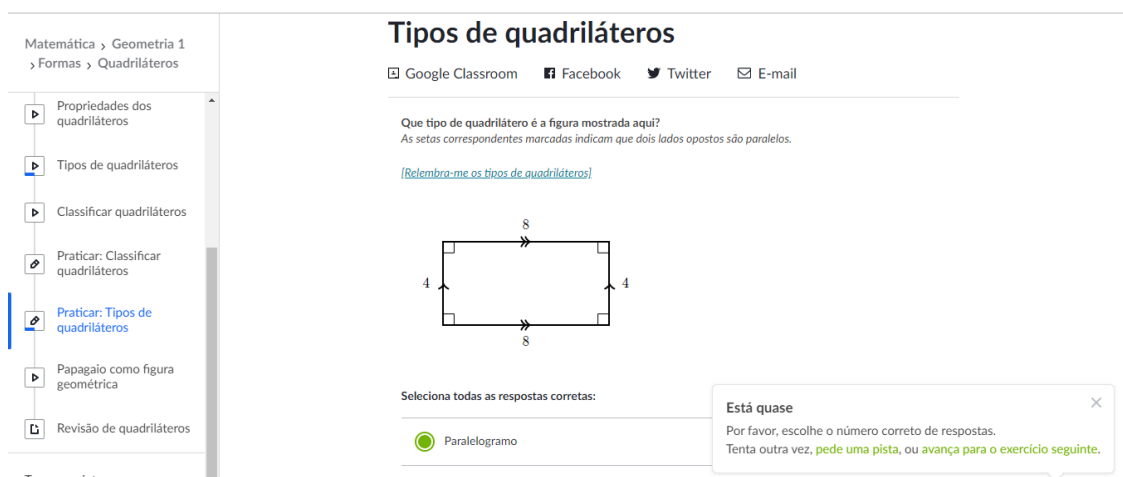 Matemática > Geometria 1
> Formas > Quadriláteros
Propriedades dos
quadriláteros
Tipos de quadriláteros
Classificar quadriláteros
Praticar: Classificar
quadriláteros
Praticar: Tipos de
quadriláteros
Papagaio como figura
geométrica
Revisão de quadriláteros
Tipos de quadriláteros
Google Classroom
Facebook
Twitter
E-mail
Que tipo de quadrilátero é a figura mostrada aqui?
As setas correspondentes marcadas indicam que dois lados opostos são paralelos.
[Relembra-me os tipos de quadriláteros]
8
4
4
8
Seleciona todas as respostas corretas:
Paralelogramo
Está quase
Por favor, escolhe o número correto de respostas.
Tenta outra vez, pede uma pista, ou avança para o exercício seguinte.